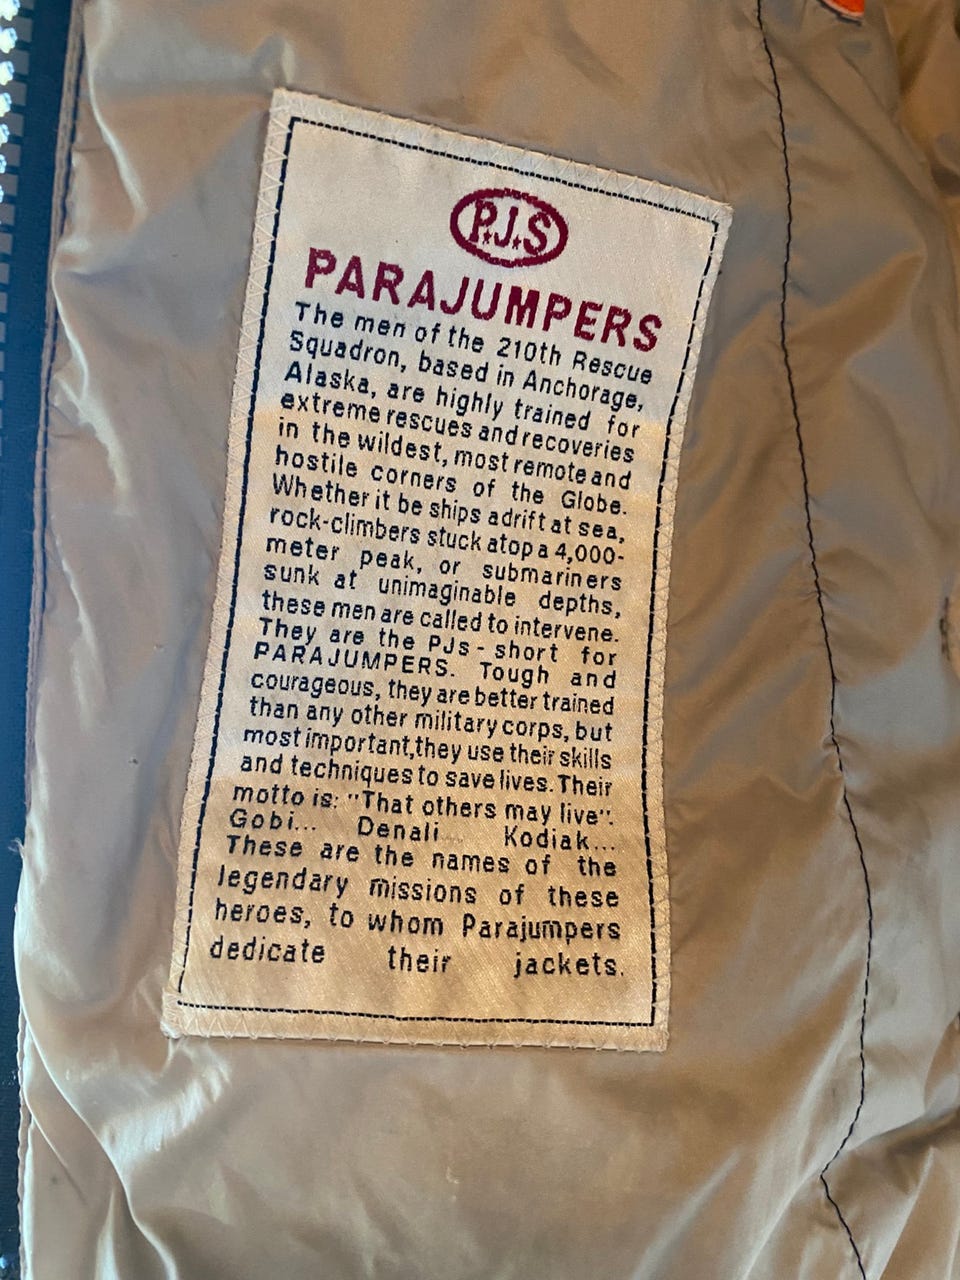 P.J.S
PARAJUMPERS
The men of the 210th Rescue
Squadron, based in Anchorage,
Alaska, are highly trained for
extreme rescues and recoveries
in the wildest, most remote and
hostile corners of the Globe.
Whether it be ships adrift at sea,
rock-climbers stuck atop a 4,000-
meter peak, or submariners
sunk at unimaginable depths,
these men are called to intervene.
They are the PJs - short for
PARAJUMPERS. Tough and
courageous, they are better trained
than any other military corps, but
most important,they use their skills
and techniques to save lives. Their
motto is: "That others may live".
Gobi... Denali... Kodiak...
These are the names of the
legendary missions of these
heroes, to whom Parajumpers
dedicate their jackets.